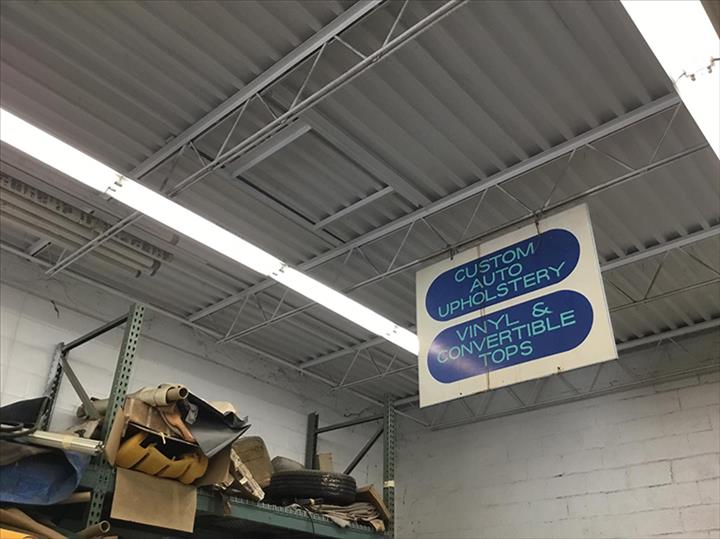 CUSTOM
AUTO
UPHOLSTERY
VINYL &
CONVERTIBLE
TOPS